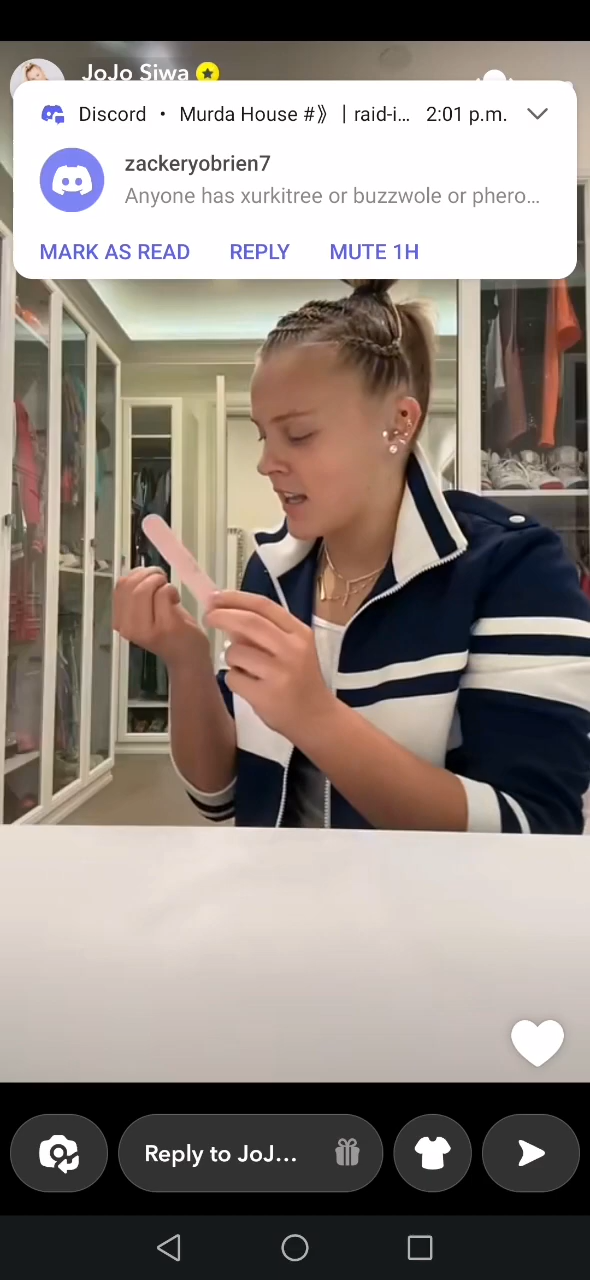 JoJo Siwa
Discord • Murda House #》 | raid-i... 2:01 p.m.
zackeryobrien7
Anyone has xurkitree or buzzwole or phero...
MARK AS READ REPLY MUTE 1H
Reply to JoJ...